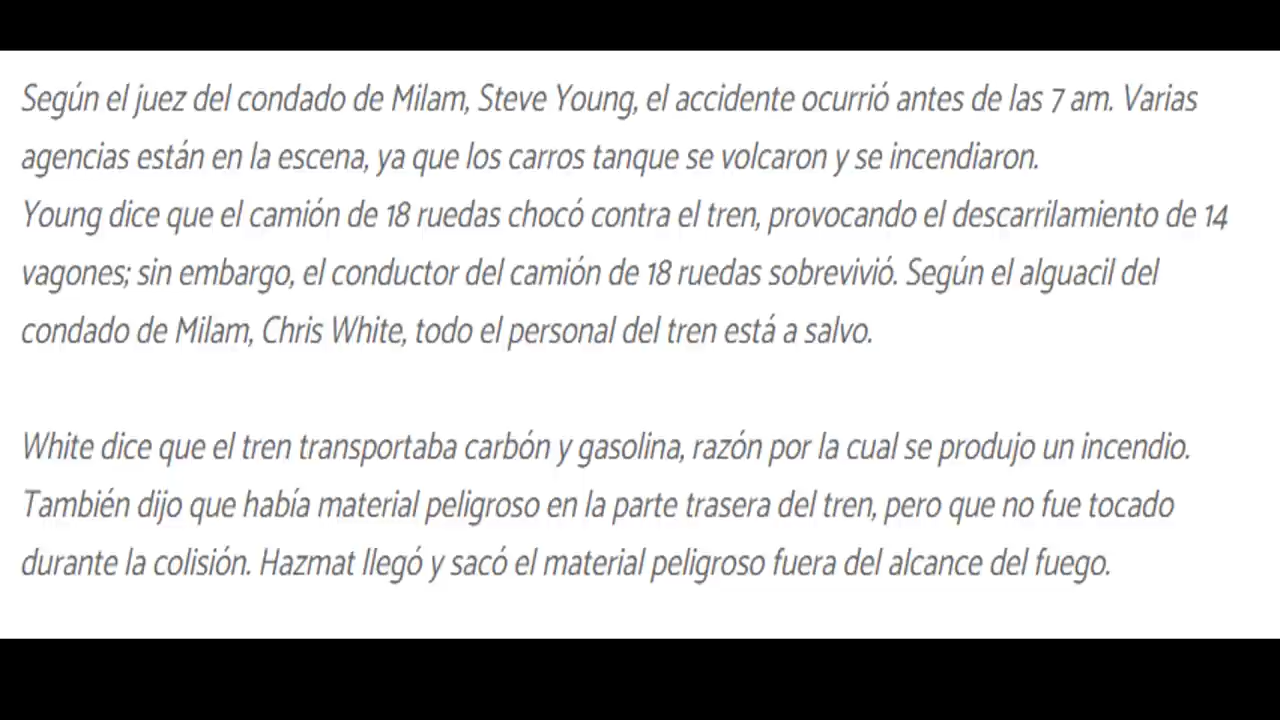 Según el juez del condado de Milam, Steve Young, el accidente ocurrió antes de las 7 am. Varias
agencias están en la escena, ya que los carros tanque se volcaron y se incendiaron.
Young dice que el camión de 18 ruedas chocó contra el tren, provocando el descarrilamiento de 14
vagones; sin embargo, el conductor del camión de 18 ruedas sobrevivió. Según el alguacil del
condado de Milam, Chris White, todo el personal del tren está a salvo.
White dice que el tren transportaba carbón y gasolina, razón por la cual se produjo un incendio.
También dijo que había material peligroso en la parte trasera del tren, pero que no fue tocado
durante la colisión. Hazmat llegó y sacó el material peligroso fuera del alcance del fuego.